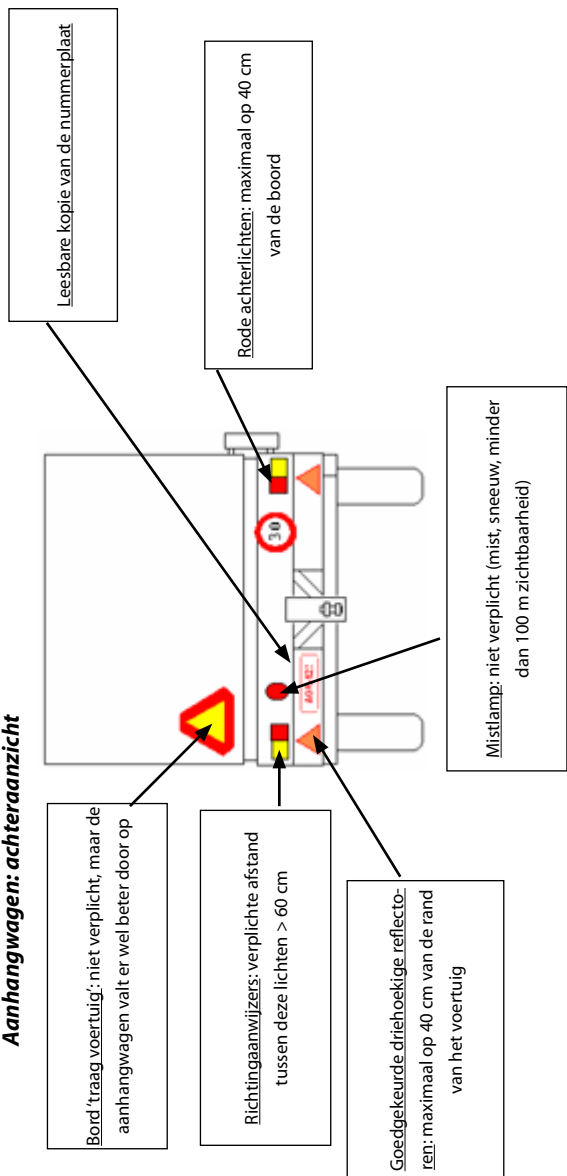 Aanhangwagen: achteraanzicht
Bord 'traag voertuig': niet verplicht, maar de
aanhangwagen valt er wel beter door op
Richtingaanwijzers: verplichte afstand
tussen deze lichten > 60 cm
Goedgekeurde driehoekige reflecto-
ren: maximaal op 40 cm van de rand
van het voertuig
30
Leesbare kopie van de nummerplaat
Rode achterlichten: maximaal op 40 cm
van de boord
Mistlamp: niet verplicht (mist, sneeuw, minder
dan 100 m zichtbaarheid)